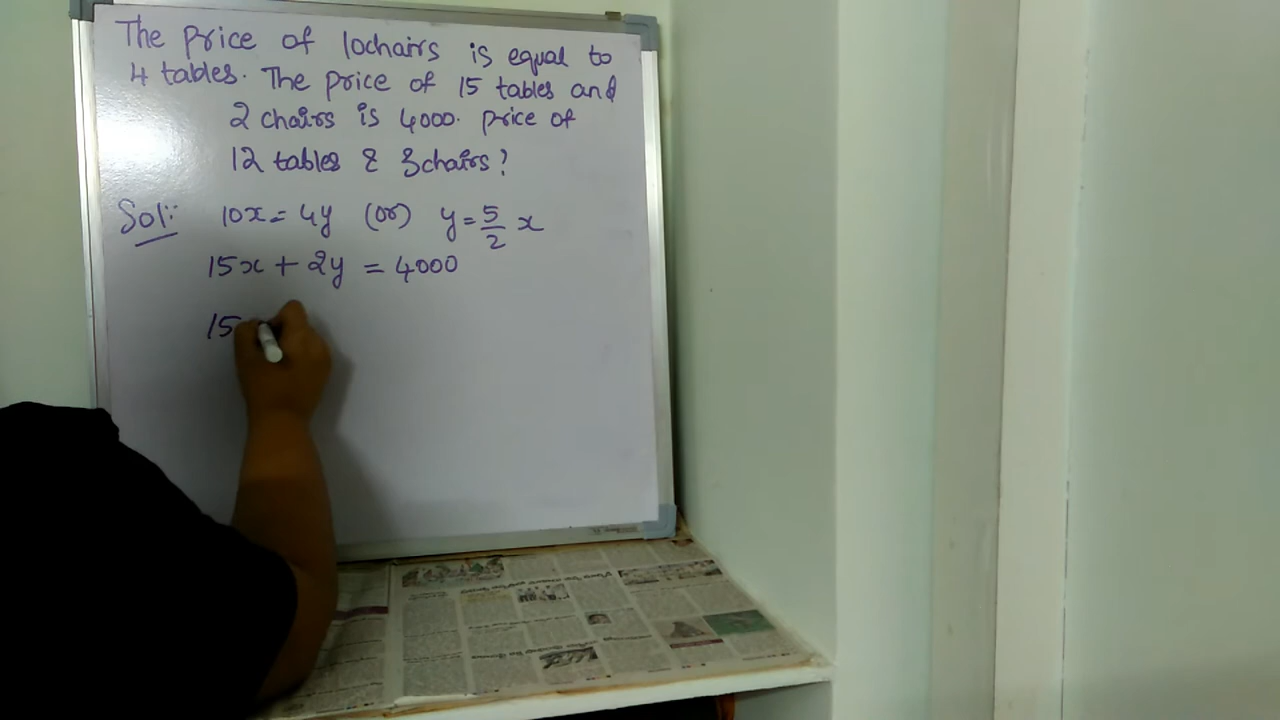 The price of 10chairs is equal to
4 tables. The price of 15 tables and
2 chairs is 4000. price of
12 tables & 3chairs?
Sol:- 10x = 4y (or) y = 5/2 x
15x + 2y = 4000
15